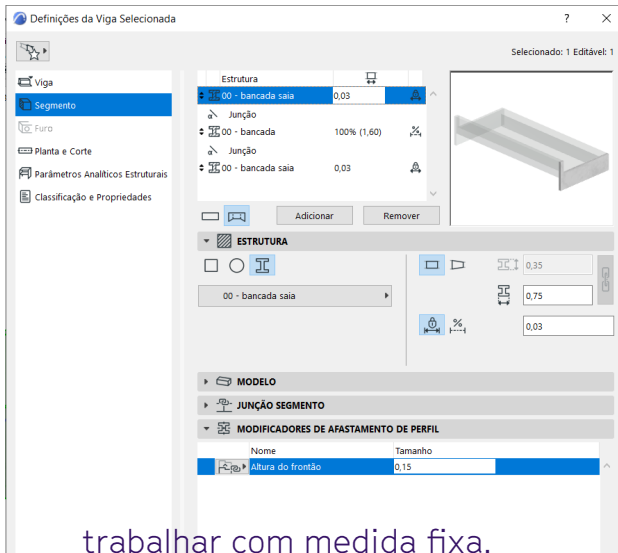 Definições da Viga Selecionada ? ×
Selecionado: 1 Editável: 1
Viga
Segmento
Furo
Planta e Corte
Parâmetros Analíticos Estruturais
Classificação e Propriedades
Estrutura
00 - bancada saia 0,03
Junção
00 - bancada 100% (1,60)
Junção
00 - bancada saia 0,03
Adicionar Remover
ESTRUTURA
00 - bancada saia
0,35
0,75
0,03
MODELO
JUNÇÃO SEGMENTO
MODIFICADORES DE AFASTAMENTO DE PERFIL
Nome Tamanho
Altura do frontão 0,15
trabalhar com medida fixa.